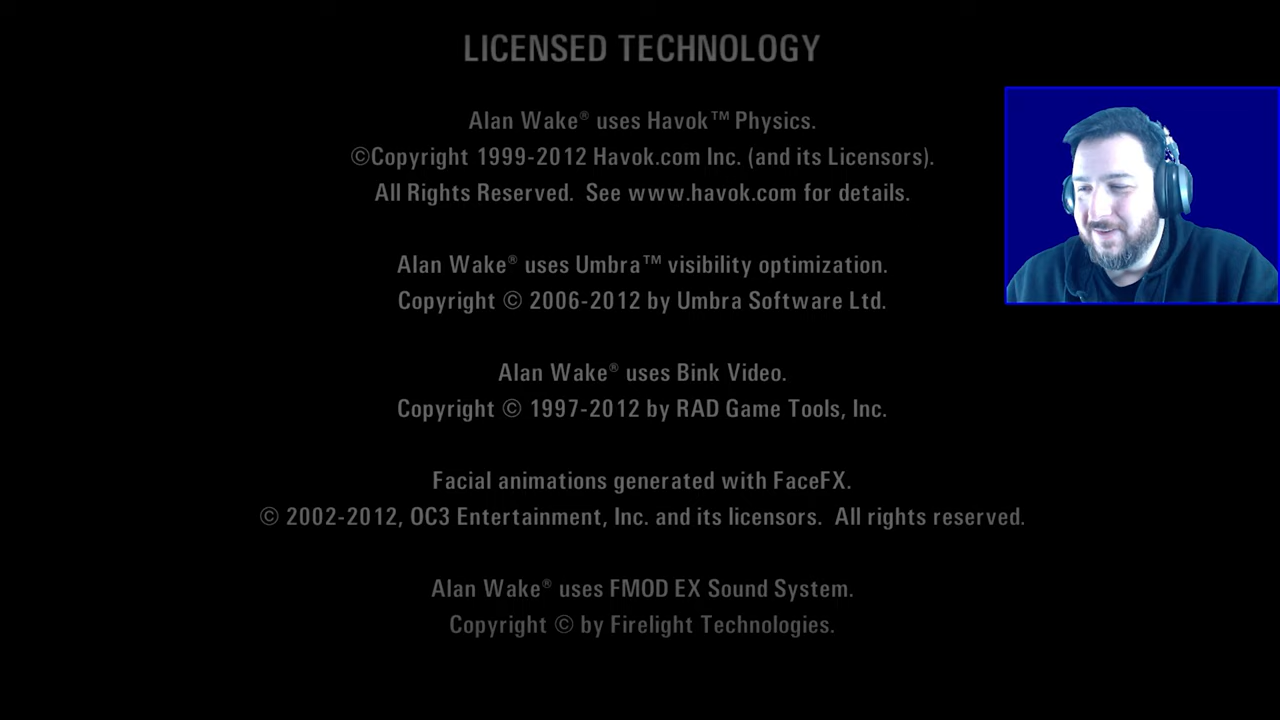 LICENSED TECHNOLOGY
Alan Wake® uses Havok™ Physics.
©Copyright 1999-2012 Havok.com Inc. (and its Licensors).
All Rights Reserved.  See www.havok.com for details.
Alan Wake® uses Umbra™ visibility optimization.
Copyright © 2006-2012 by Umbra Software Ltd.
Alan Wake® uses Bink Video.
Copyright © 1997-2012 by RAD Game Tools, Inc.
Facial animations generated with FaceFX.
© 2002-2012, OC3 Entertainment, Inc. and its licensors.  All rights reserved.
Alan Wake® uses FMOD EX Sound System.
Copyright © by Firelight Technologies.